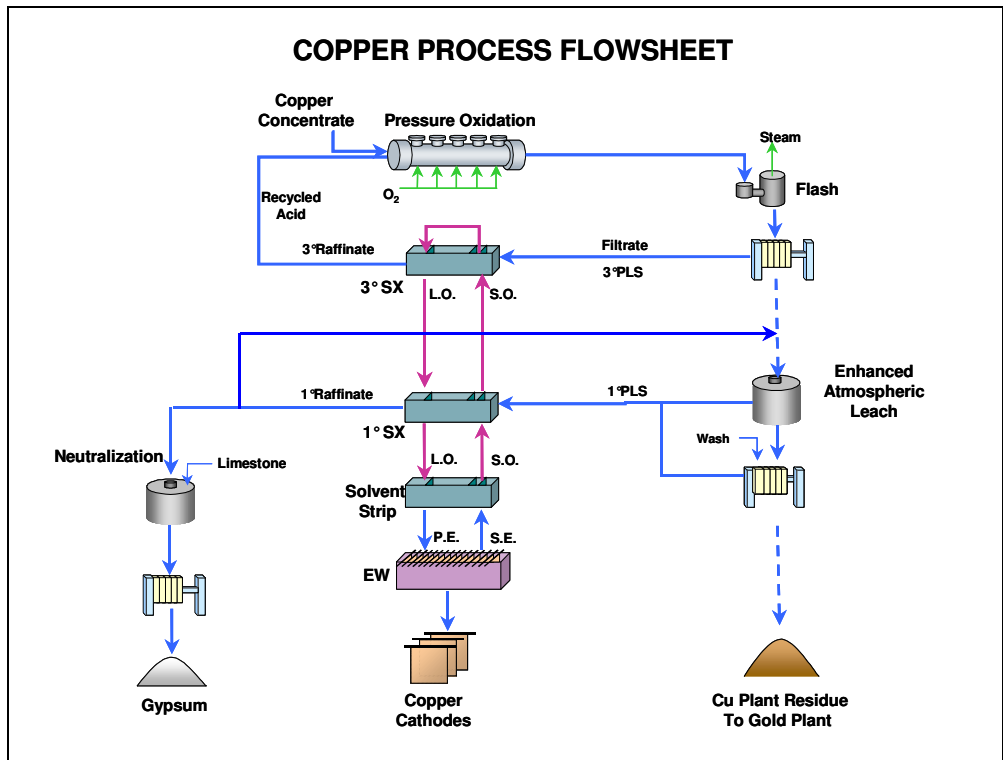 COPPER PROCESS FLOWSHEET
Copper
Concentrate
Pressure Oxidation
Steam
Flash
O2
Recycled
Acid
3°Raffinate
Filtrate
3°PLS
3° SX
L.O.
S.O.
Enhanced
Atmospheric
Leach
1°Raffinate
1°PLS
1° SX
Wash
Neutralization
Limestone
L.O.
S.O.
Solvent
Strip
P.E.
S.E.
EW
Gypsum
Copper
Cathodes
Cu Plant Residue
To Gold Plant